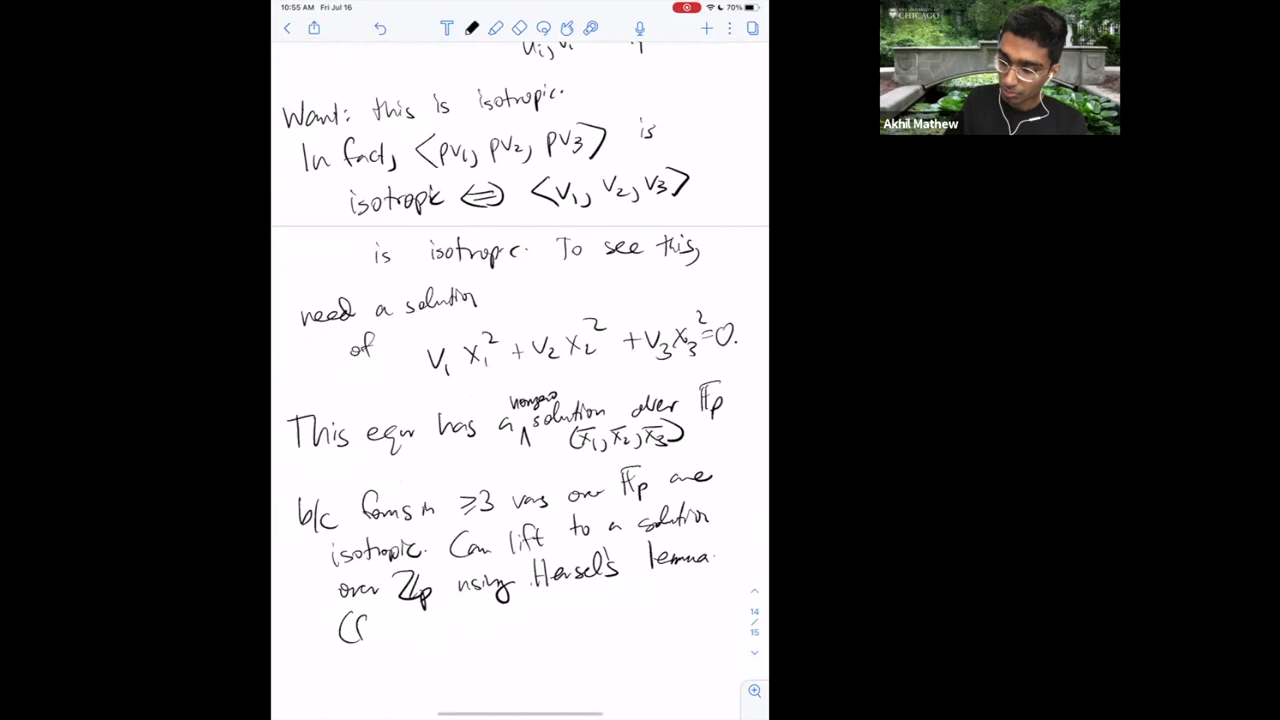 10:55 AM Fri Jul 16
70%
Want: this is isotropic.
In fact, ⟨pv₁, pv₂, pv₃⟩ is
isotropic ⇔ ⟨v₁, v₂, v₃⟩
is isotropic. To see this,
need a solution
of v₁x₁² + v₂x₂² + v₃x₃² = 0.
This eqn has a nonzero solution over 𝔽p
(x̄₁, x̄₂, x̄₃)
b/c forms in ≥3 vars over 𝔽p are
isotropic. Can lift to a solution
over ℤp using Hensel's lemma.
14
/
15
CHICAGO
Akhil Mathew